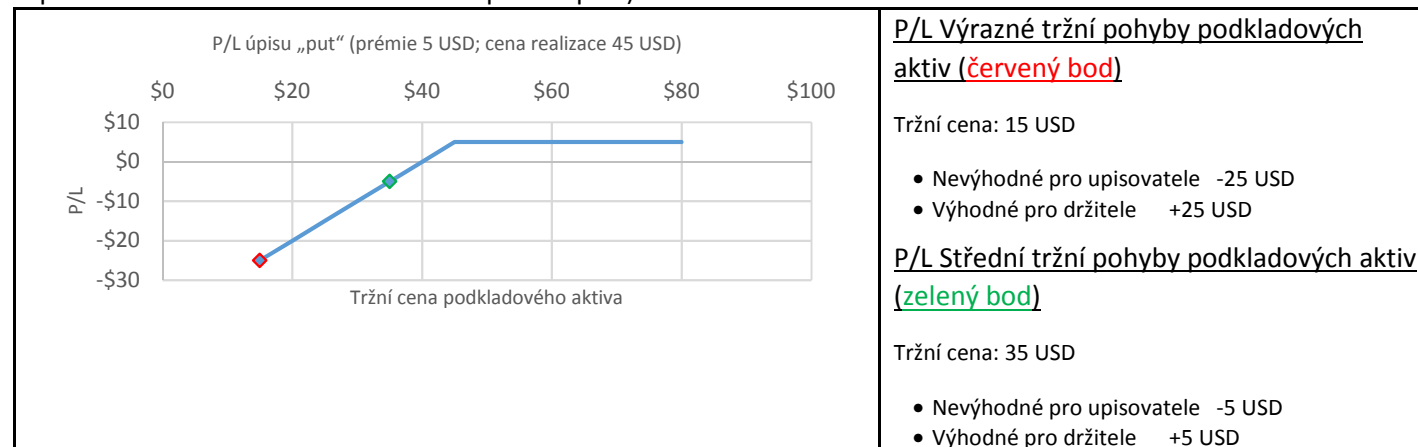 P/L úpisu „put“ (prémie 5 USD; cena realizace 45 USD)
$0 $20 $40 $60 $80 $100
$10
$0
-$10
-$20
-$30
P/L
Tržní cena podkladového aktiva
P/L Výrazné tržní pohyby podkladových
aktiv (červený bod)
Tržní cena: 15 USD
• Nevýhodné pro upisovatele -25 USD
• Výhodné pro držitele +25 USD
P/L Střední tržní pohyby podkladových aktiv
(zelený bod)
Tržní cena: 35 USD
• Nevýhodné pro upisovatele -5 USD
• Výhodné pro držitele +5 USD